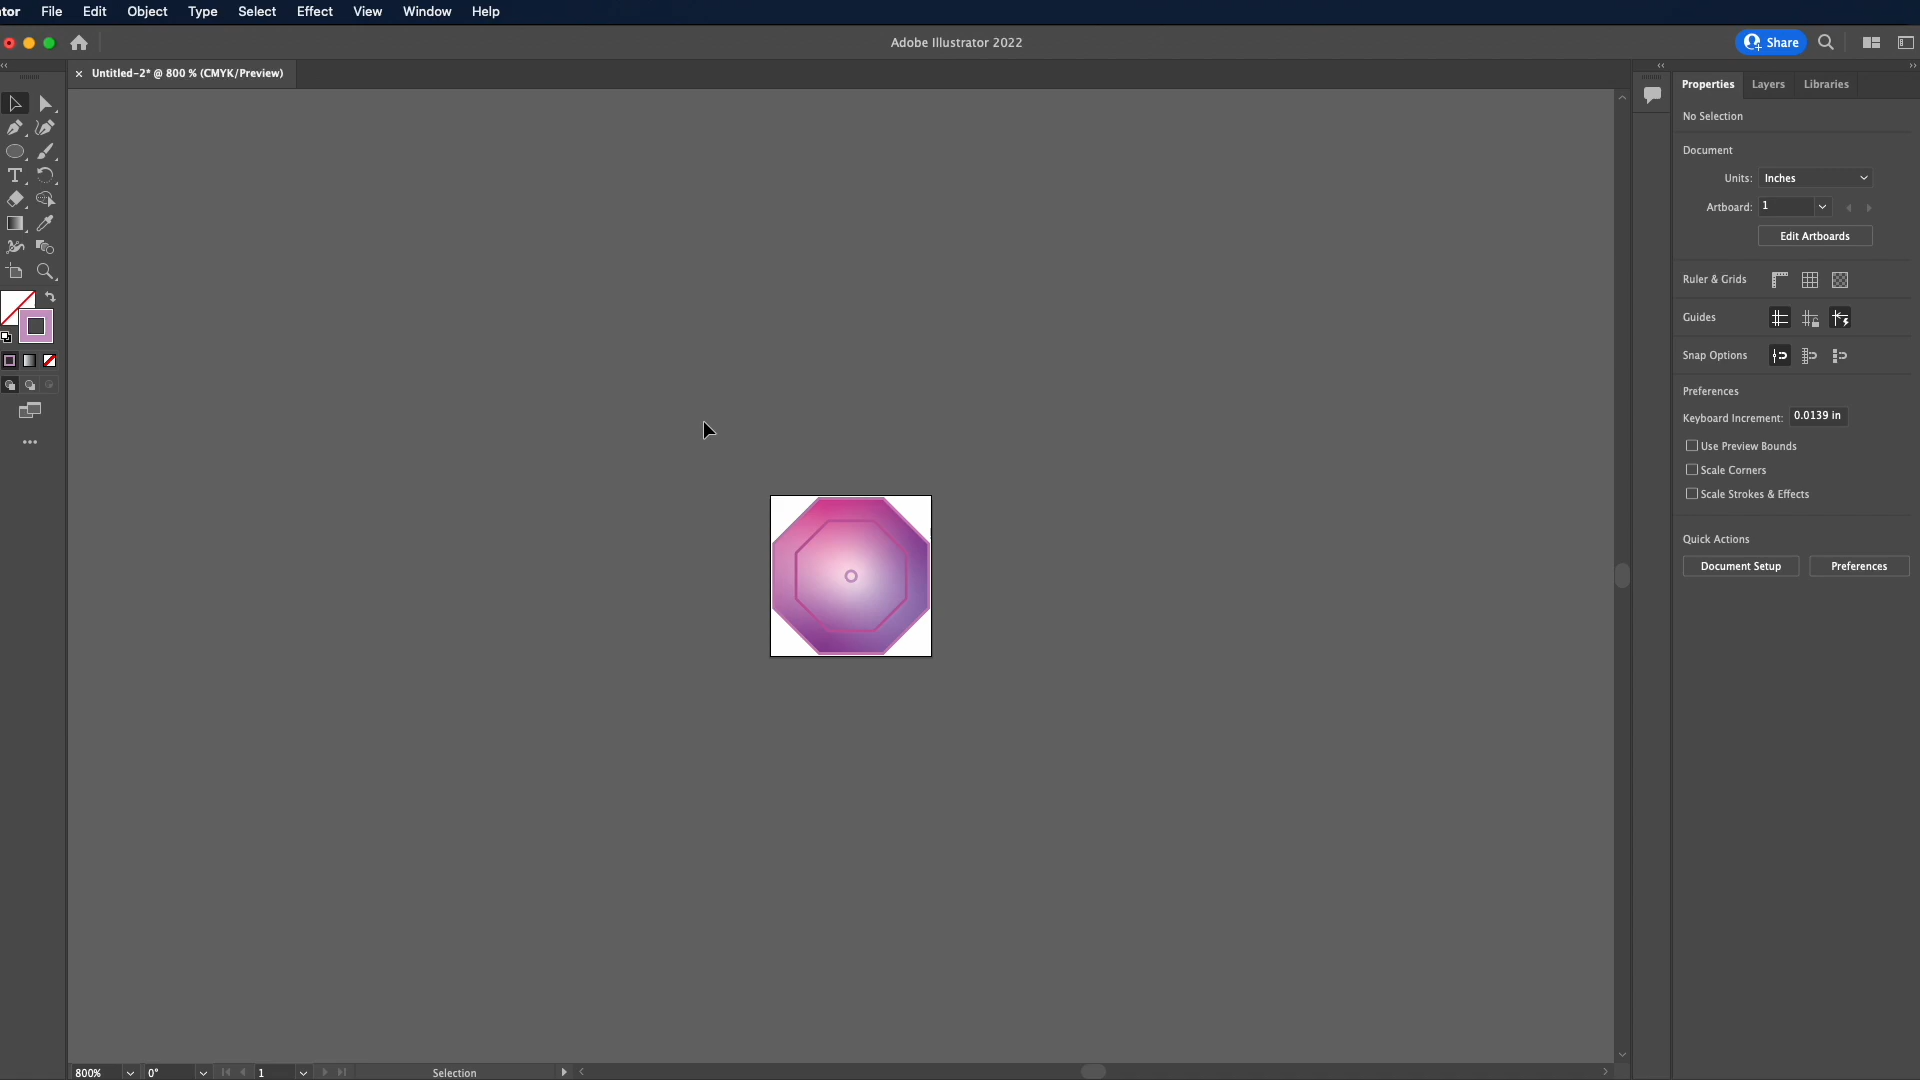 tor File Edit Object Type Select Effect View Window Help
Adobe Illustrator 2022
Share
× Untitled-2* @ 800 % (CMYK/Preview)
Properties Layers Libraries
No Selection
Document
Units: Inches
Artboard: 1
Edit Artboards
Ruler & Grids
Guides
Snap Options
Preferences
Keyboard Increment: 0.0139 in
Use Preview Bounds
Scale Corners
Scale Strokes & Effects
Quick Actions
Document Setup Preferences
800% 0° 1 Selection